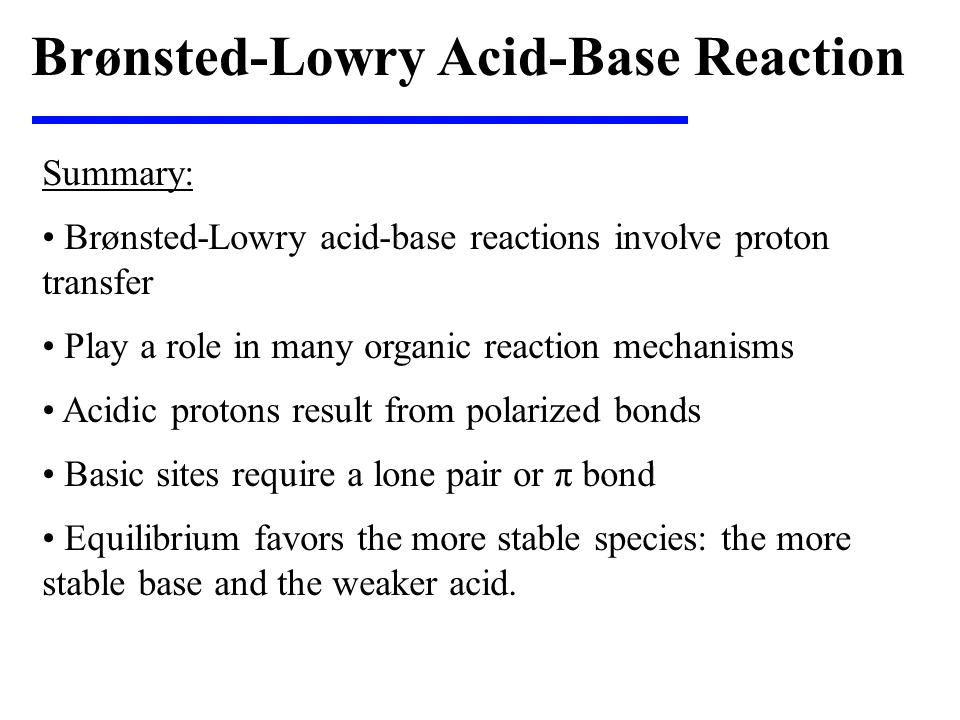 Brønsted-Lowry Acid-Base Reaction
Summary:
• Brønsted-Lowry acid-base reactions involve proton
transfer
• Play a role in many organic reaction mechanisms
• Acidic protons result from polarized bonds
• Basic sites require a lone pair or π bond
• Equilibrium favors the more stable species: the more
stable base and the weaker acid.